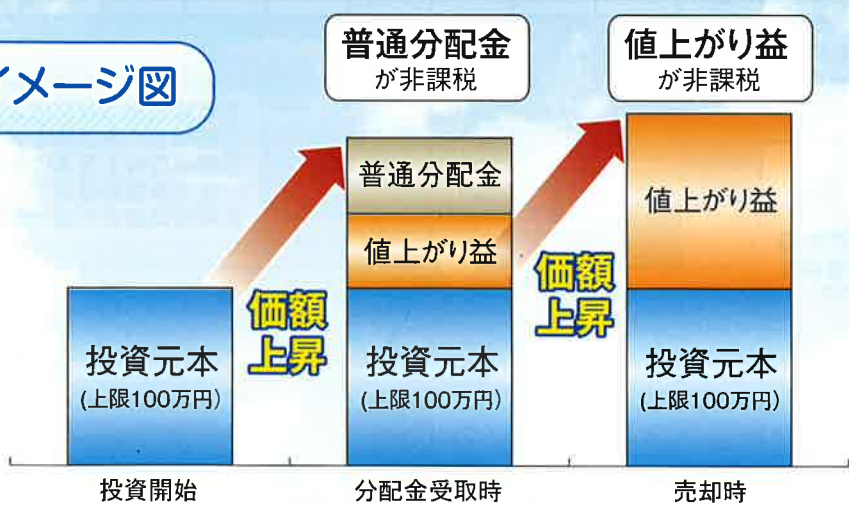 イメージ図
普通分配金
が非課税
値上がり益
が非課税
普通分配金
値上がり益
値上がり益
価額
上昇
価額
上昇
投資元本
(上限100万円)
投資元本
(上限100万円)
投資元本
(上限100万円)
投資開始
分配金受取時
売却時